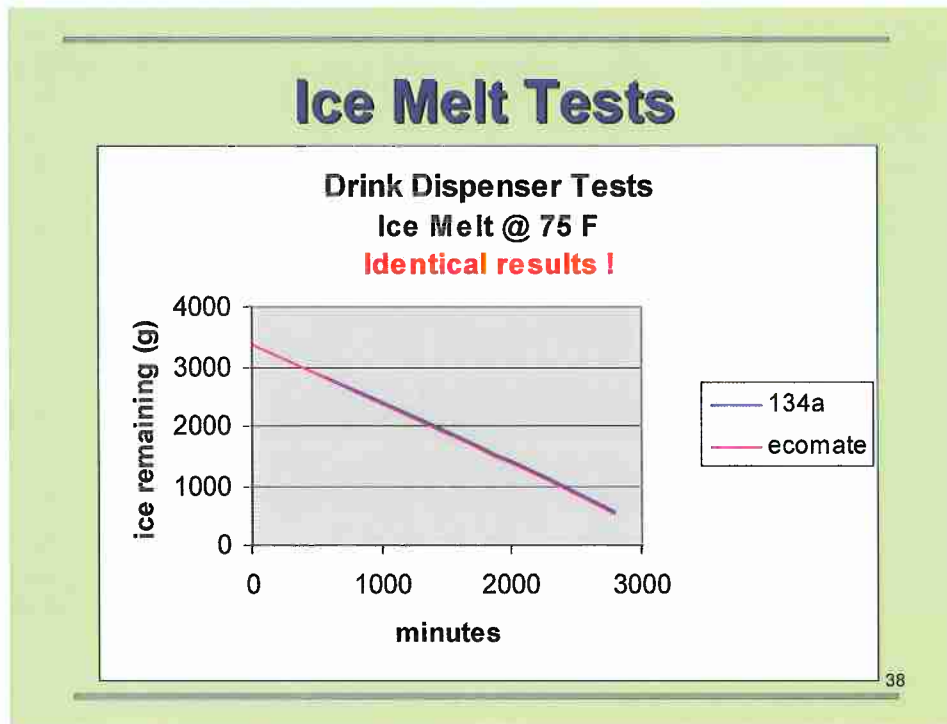 Ice Melt Tests
Drink Dispenser Tests
Ice Melt @ 75 F
Identical results !
4000
3000
2000
1000
0
ice remaining (g)
0 1000 2000 3000
minutes
134a
ecomate
38